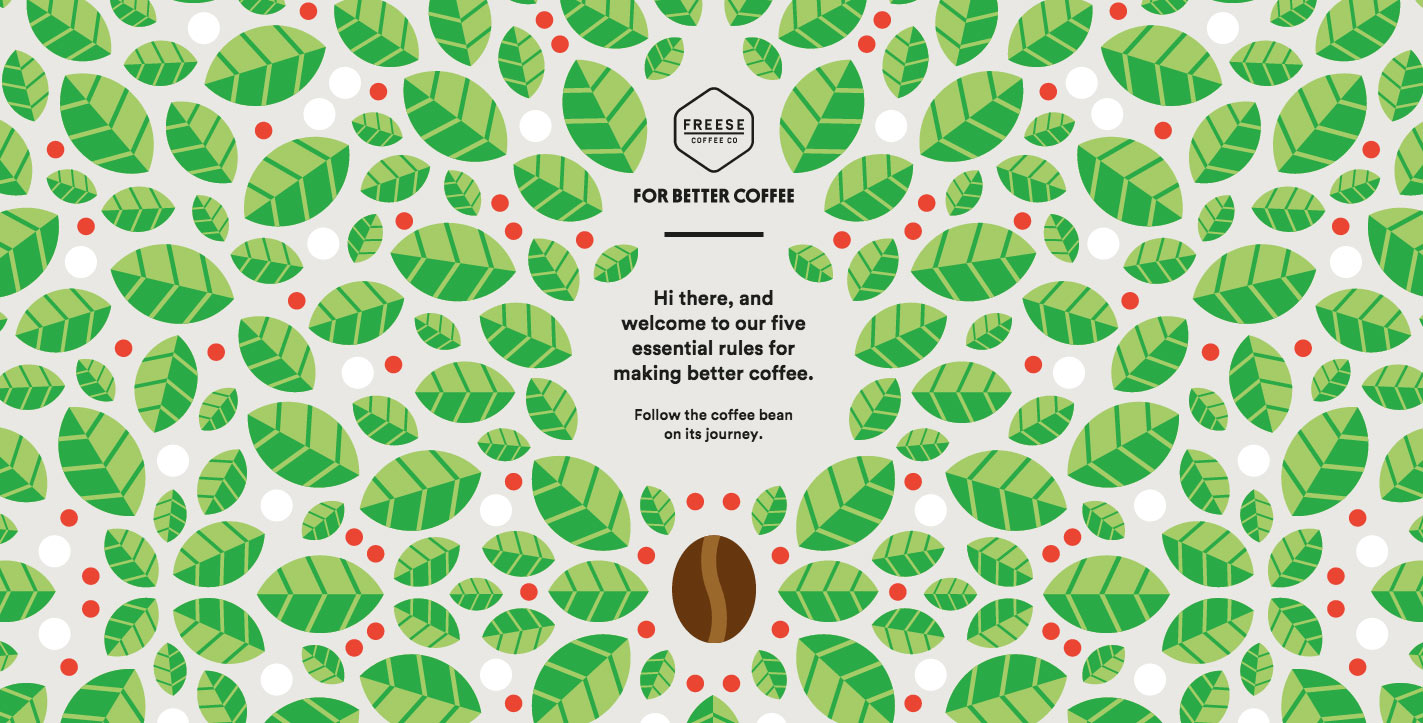 FREESE
COFFEE CO
FOR BETTER COFFEE
Hi there, and
welcome to our five
essential rules for
making better coffee.
Follow the coffee bean
on its journey.